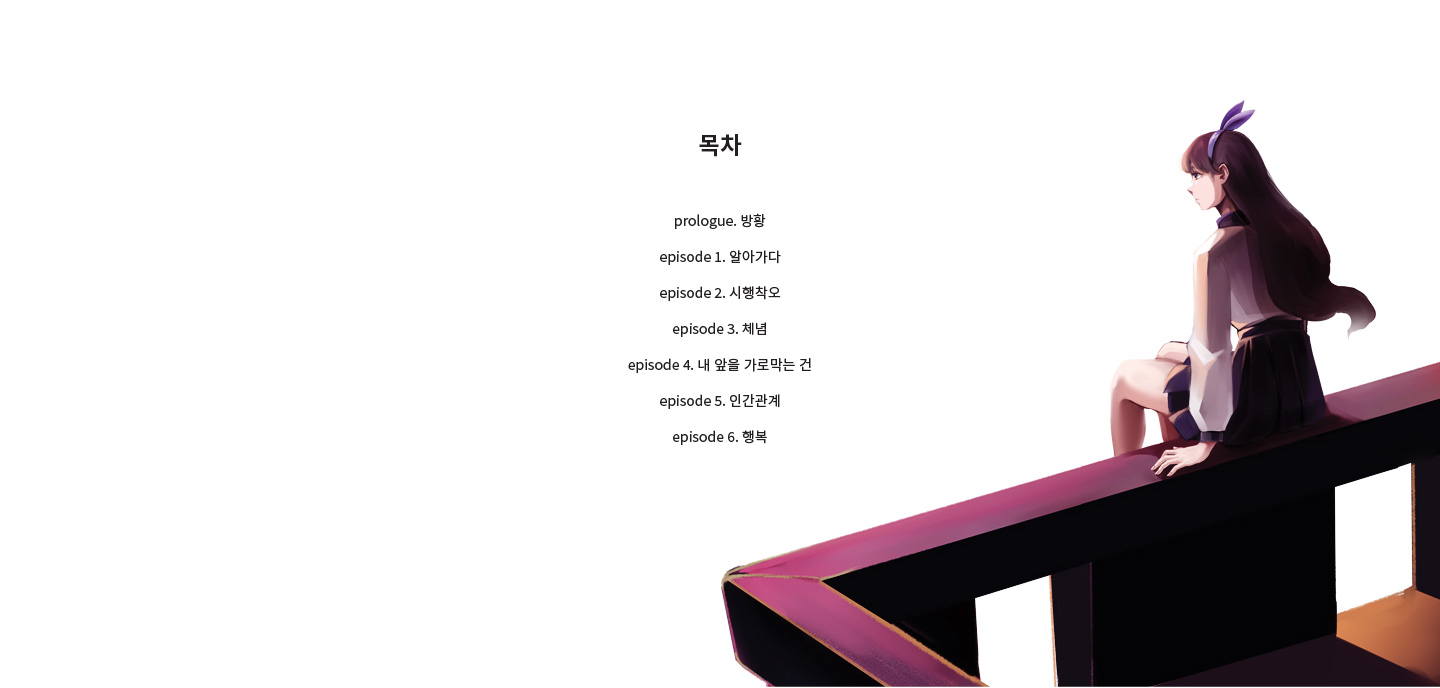 목차
prologue. 방황
episode 1. 알아가다
episode 2. 시행착오
episode 3. 체념
episode 4. 내 앞을 가로막는 건
episode 5. 인간관계
episode 6. 행복